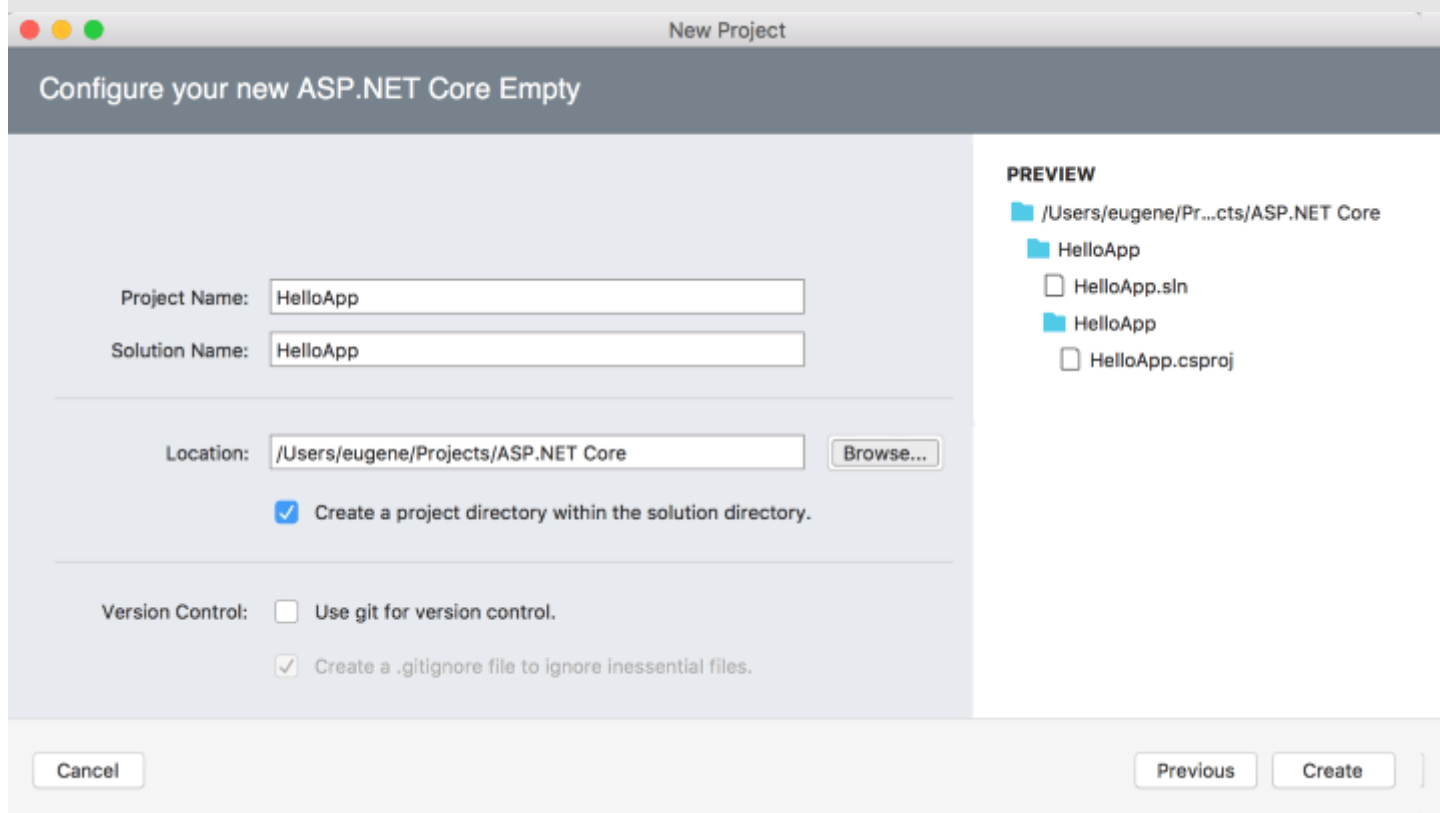 New Project
Configure your new ASP.NET Core Empty
Project Name: HelloApp
Solution Name: HelloApp
Location: /Users/eugene/Projects/ASP.NET Core Browse...
Create a project directory within the solution directory.
Version Control: Use git for version control.
Create a .gitignore file to ignore inessential files.
PREVIEW
/Users/eugene/Pr...cts/ASP.NET Core
HelloApp
HelloApp.sln
HelloApp
HelloApp.csproj
Cancel Previous Create